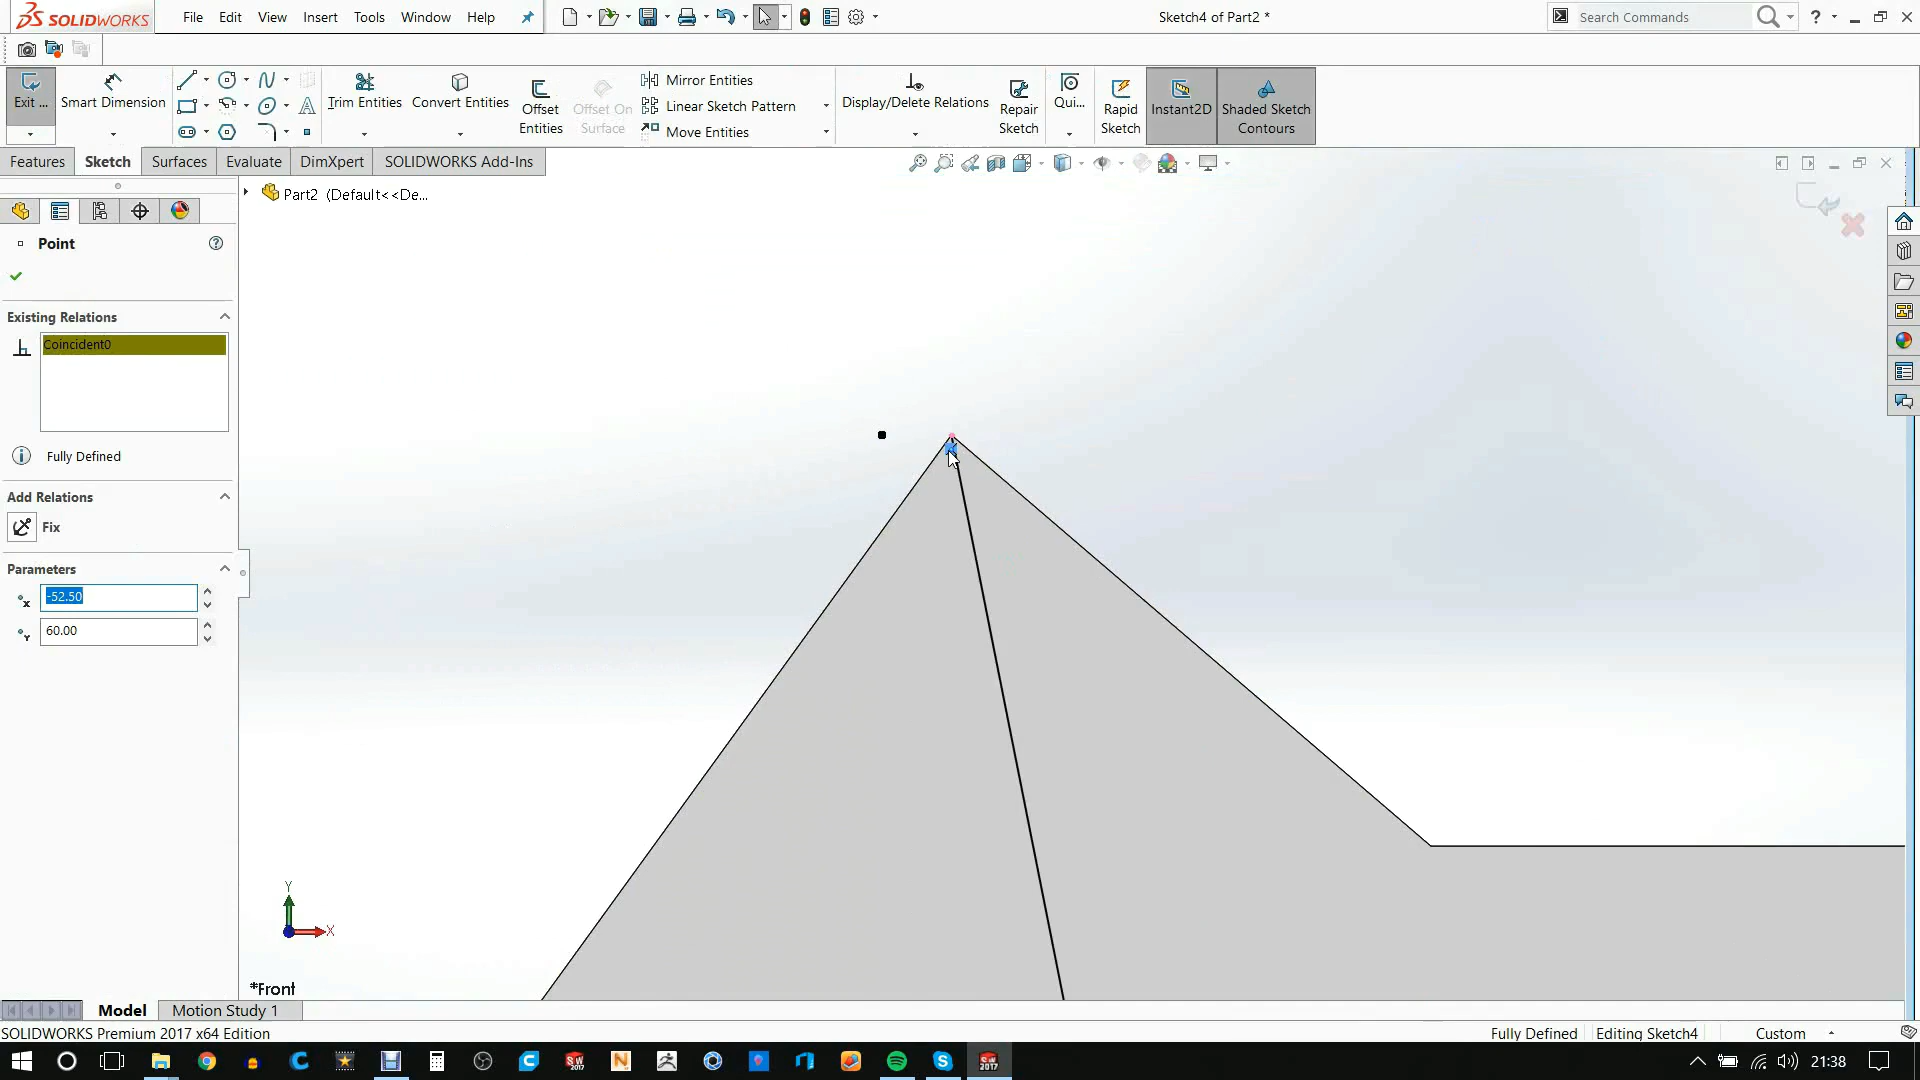 SOLIDWORKS
File Edit View Insert Tools Window Help
Sketch4 of Part2 *
Search Commands
Exit ...
Smart Dimension
Trim Entities
Convert Entities
Offset Entities
Offset On Surface
Mirror Entities
Linear Sketch Pattern
Move Entities
Display/Delete Relations
Repair Sketch
Qui...
Rapid Sketch
Instant2D
Shaded Sketch Contours
Features Sketch Surfaces Evaluate DimXpert SOLIDWORKS Add-Ins
Part2 (Default<<De...
Point
Existing Relations
Coincident0
Fully Defined
Add Relations
Fix
Parameters
x -52.50
Y 60.00
Y
X
*Front
Model Motion Study 1
SOLIDWORKS Premium 2017 x64 Edition
Fully Defined Editing Sketch4 Custom
21:38